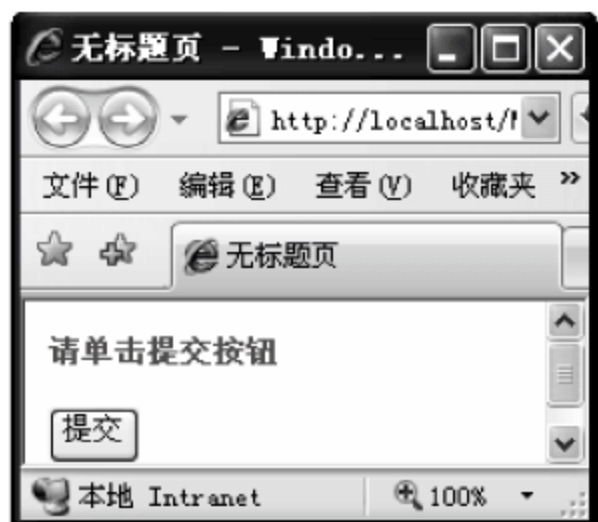 无标题页 - Windo...
http://localhost/
文件(F) 编辑(E) 查看(V) 收藏夹 »
无标题页
请单击提交按钮
提交
本地 Intranet 100%